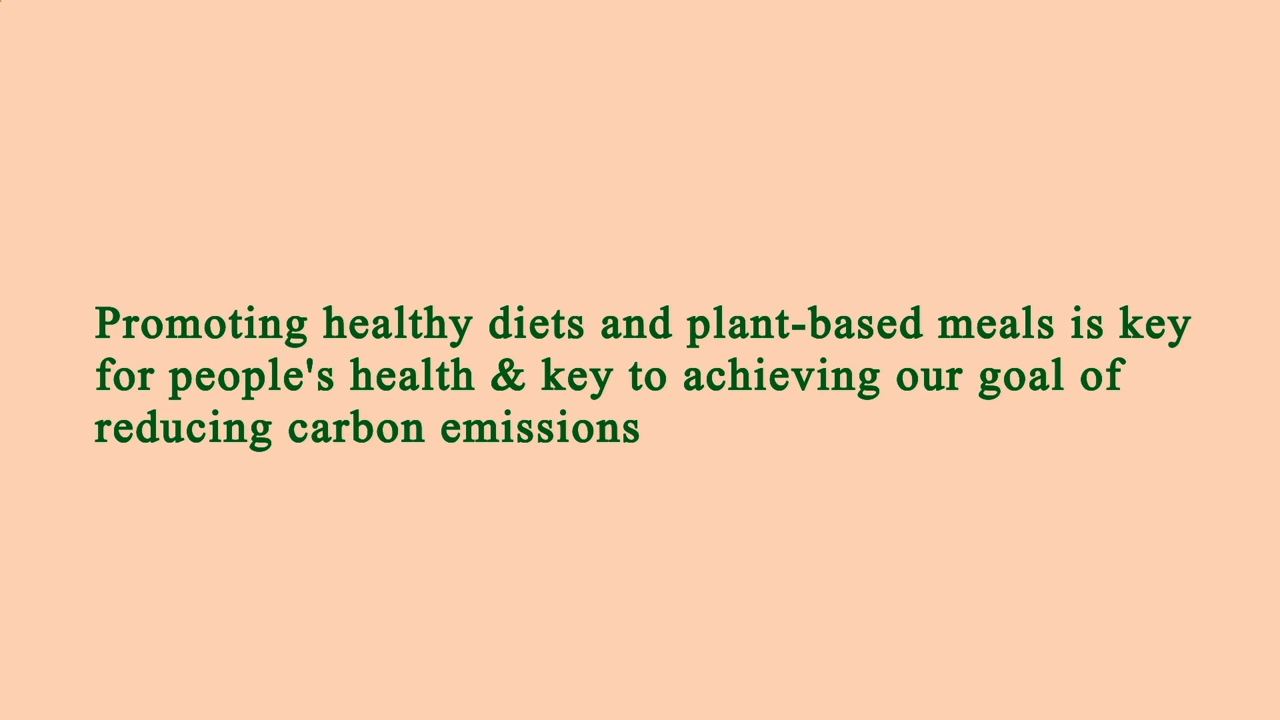 Promoting healthy diets and plant-based meals is key
for people's health & key to achieving our goal of
reducing carbon emissions